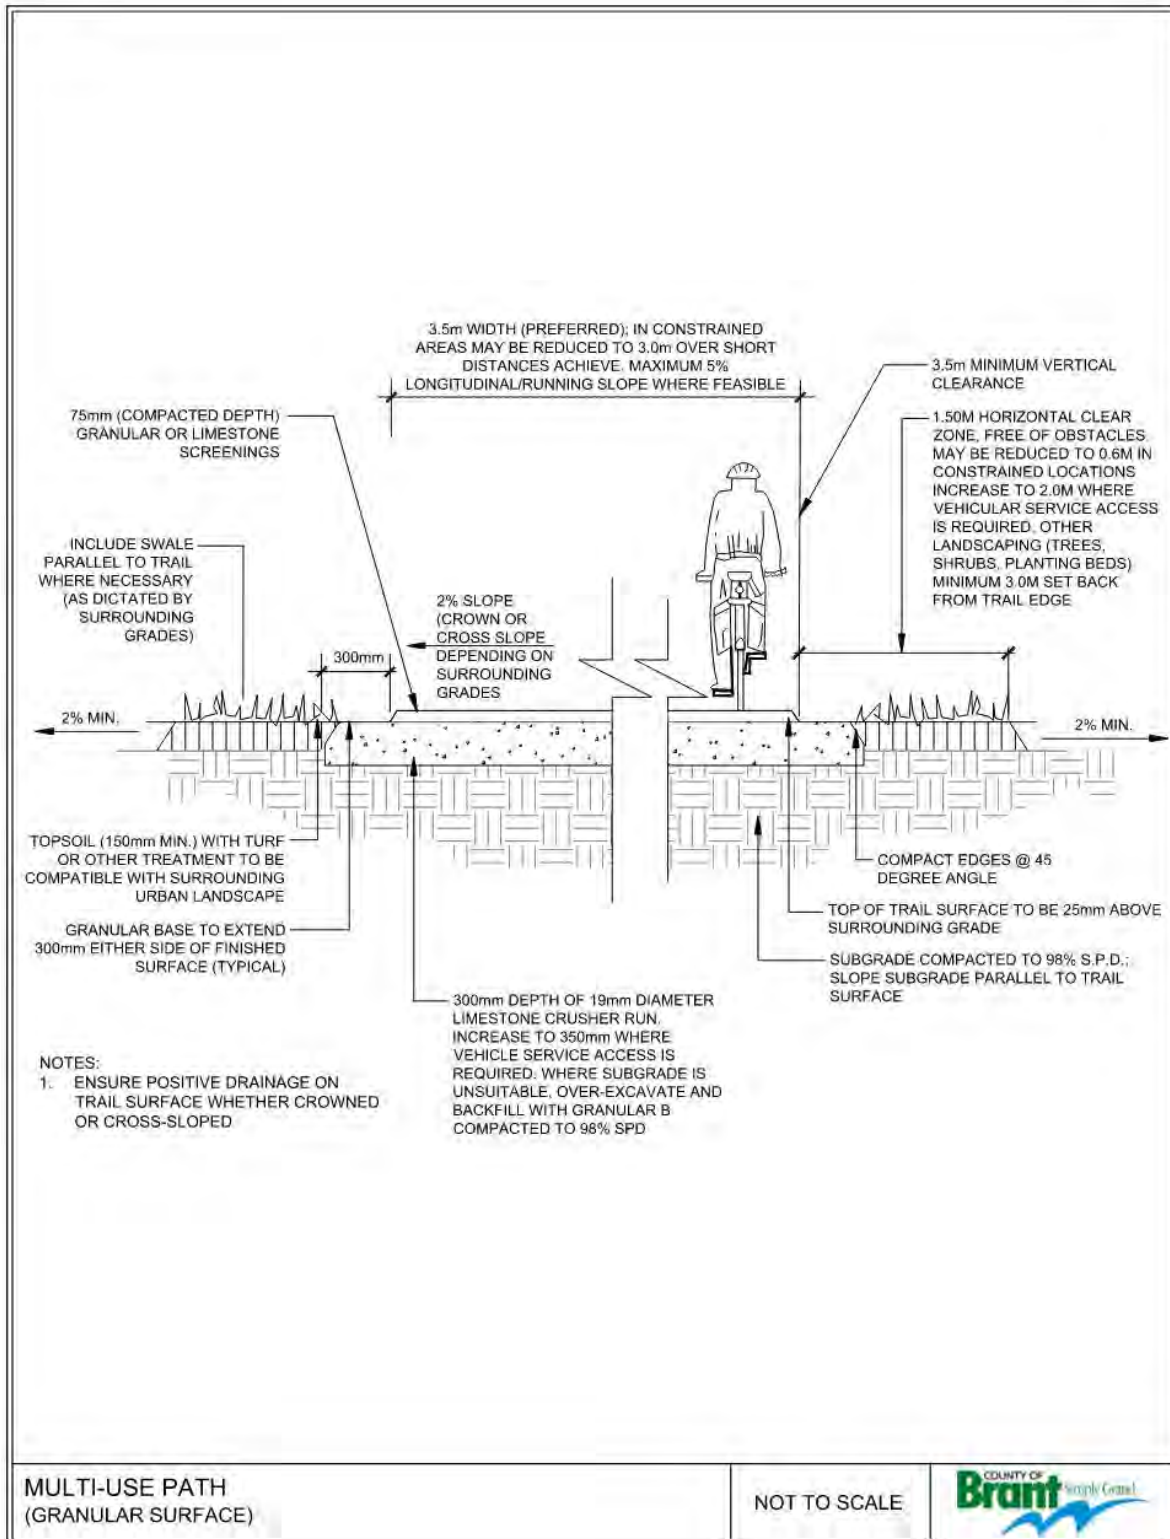 3.5m WIDTH (PREFERRED); IN CONSTRAINED
AREAS MAY BE REDUCED TO 3.0m OVER SHORT
DISTANCES ACHIEVE. MAXIMUM 5%
LONGITUDINAL/RUNNING SLOPE WHERE FEASIBLE
3.5m MINIMUM VERTICAL
CLEARANCE
75mm (COMPACTED DEPTH)
GRANULAR OR LIMESTONE
SCREENINGS
1.50M HORIZONTAL CLEAR
ZONE, FREE OF OBSTACLES.
MAY BE REDUCED TO 0.6M IN
CONSTRAINED LOCATIONS
INCREASE TO 2.0M WHERE
VEHICULAR SERVICE ACCESS
IS REQUIRED. OTHER
LANDSCAPING (TREES,
SHRUBS, PLANTING BEDS)
MINIMUM 3.0M SET BACK
FROM TRAIL EDGE
INCLUDE SWALE
PARALLEL TO TRAIL
WHERE NECESSARY
(AS DICTATED BY
SURROUNDING
GRADES)
2% SLOPE
(CROWN OR
CROSS SLOPE
DEPENDING ON
SURROUNDING
GRADES
300mm
2% MIN.
2% MIN.
TOPSOIL (150mm MIN.) WITH TURF
OR OTHER TREATMENT TO BE
COMPATIBLE WITH SURROUNDING
URBAN LANDSCAPE
GRANULAR BASE TO EXTEND
300mm EITHER SIDE OF FINISHED
SURFACE (TYPICAL)
COMPACT EDGES @ 45
DEGREE ANGLE
TOP OF TRAIL SURFACE TO BE 25mm ABOVE
SURROUNDING GRADE
SUBGRADE COMPACTED TO 98% S.P.D.;
SLOPE SUBGRADE PARALLEL TO TRAIL
SURFACE
300mm DEPTH OF 19mm DIAMETER
LIMESTONE CRUSHER RUN.
INCREASE TO 350mm WHERE
VEHICLE SERVICE ACCESS IS
REQUIRED. WHERE SUBGRADE IS
UNSUITABLE, OVER-EXCAVATE AND
BACKFILL WITH GRANULAR B
COMPACTED TO 98% SPD
NOTES:
1. ENSURE POSITIVE DRAINAGE ON
TRAIL SURFACE WHETHER CROWNED
OR CROSS-SLOPED
MULTI-USE PATH
(GRANULAR SURFACE)
NOT TO SCALE
COUNTY OF
Brant Simply Grand